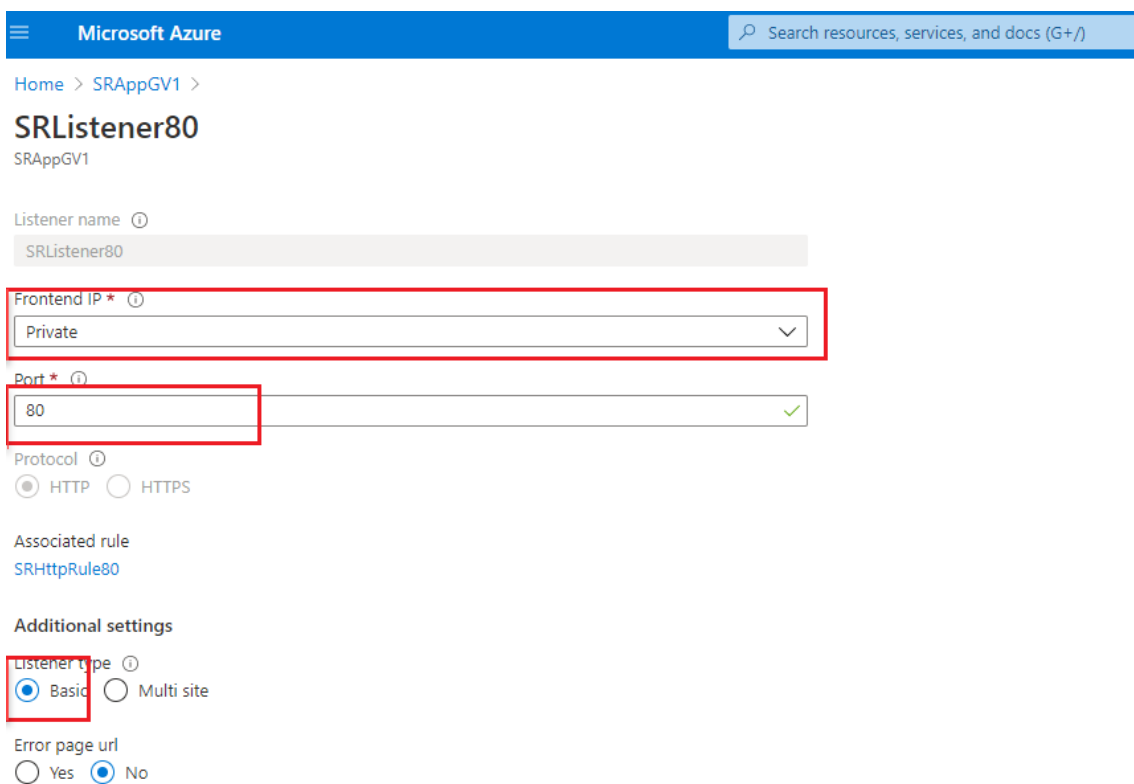 Microsoft Azure
Search resources, services, and docs (G+/)
Home > SRAppGV1 >
SRListener80
SRAppGV1
Listener name
SRListener80
Frontend IP *
Private
Port *
80
Protocol
HTTP HTTPS
Associated rule
SRHttpRule80
Additional settings
Listener type
Basic Multi site
Error page url
Yes No